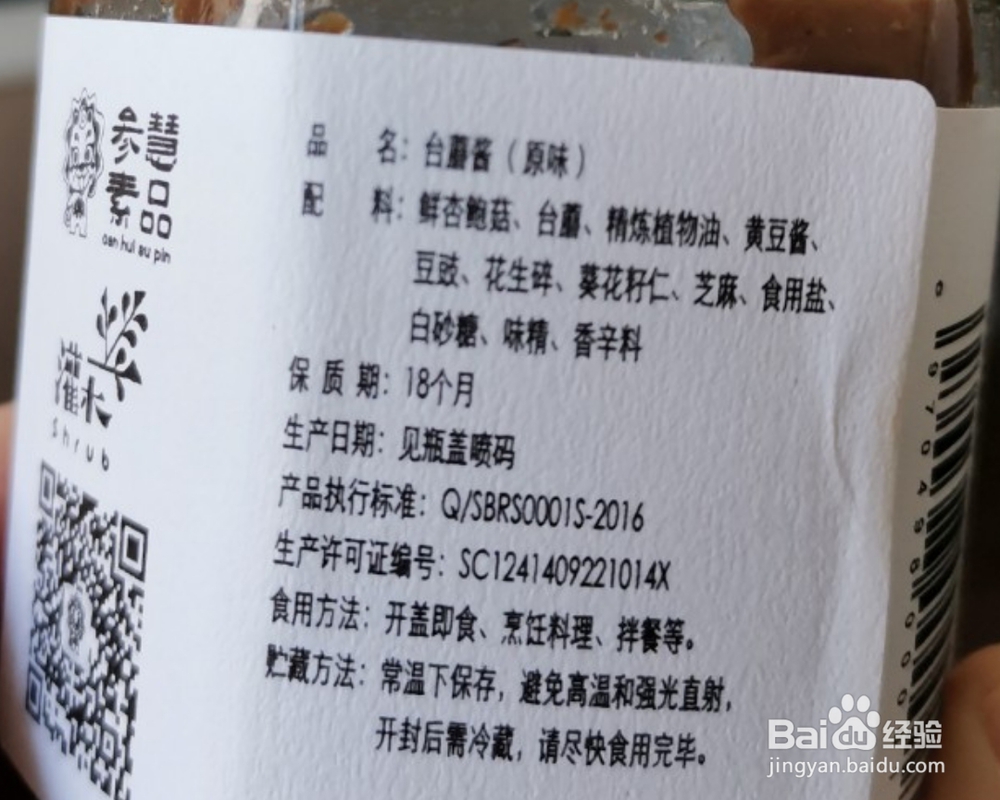 参慧
素品
can hui su pin
灌木
shrub
品 名：台蘑酱（原味）
配 料：鲜杏鲍菇、台蘑、精炼植物油、黄豆酱、
豆豉、花生碎、葵花籽仁、芝麻、食用盐、
白砂糖、味精、香辛料
保 质 期：18个月
生产日期：见瓶盖喷码
产品执行标准：Q/SBRS0001S-2016
生产许可证编号：SC1241409221014X
食用方法：开盖即食、烹饪料理、拌餐等。
贮藏方法：常温下保存，避免高温和强光直射，
开封后需冷藏，请尽快食用完毕。
Baidu 经验
jingyan.baidu.com